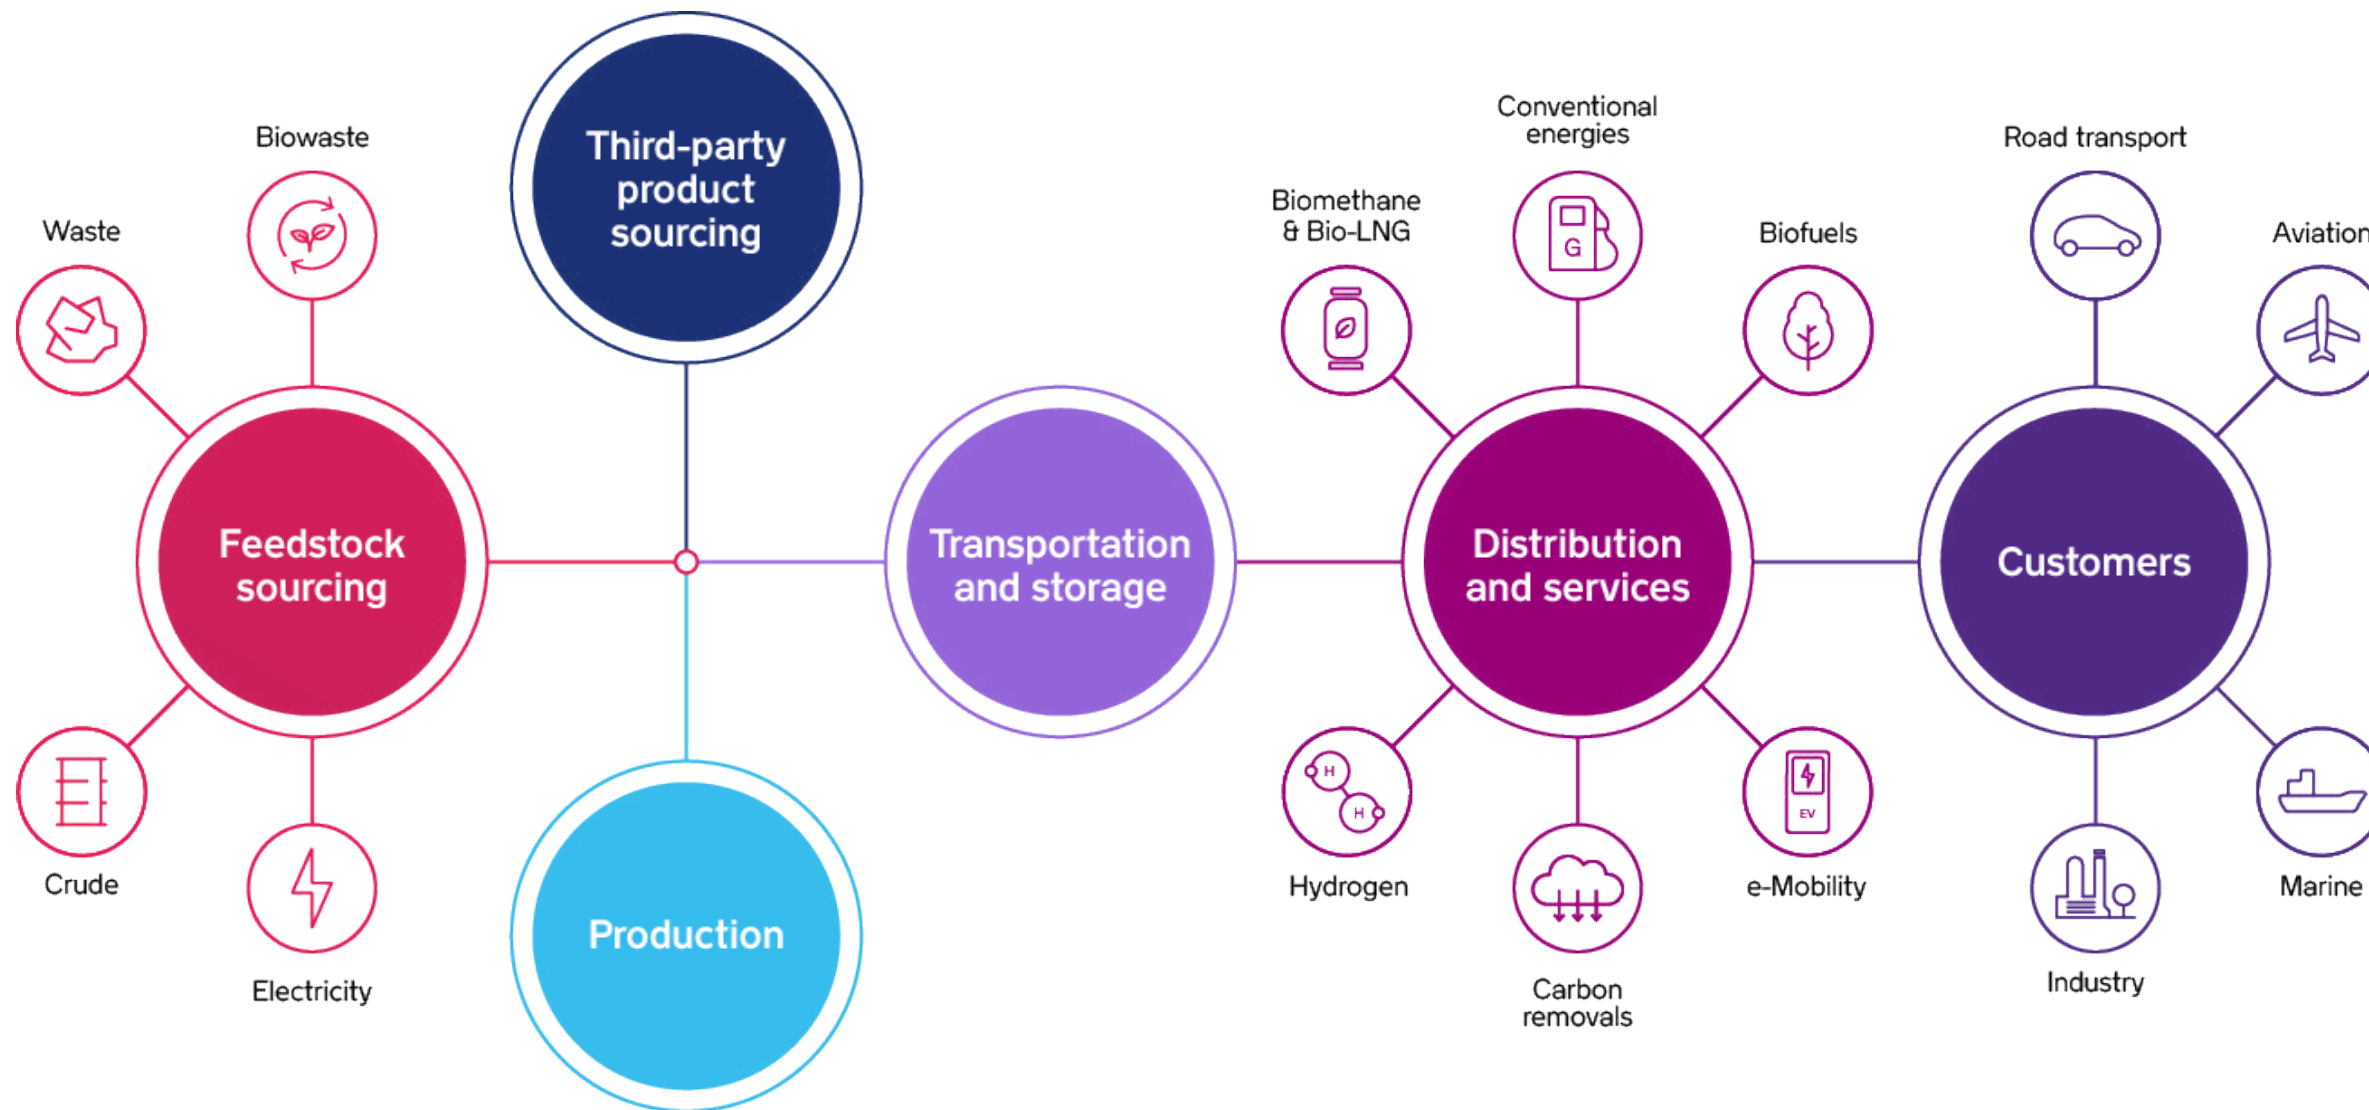 Third-party
product
sourcing
Biowaste
Waste
Feedstock
sourcing
Crude
Electricity
Production
Transportation
and storage
Conventional
energies
Biomethane
& Bio-LNG
G
Biofuels
Distribution
and services
H
H
Hydrogen
EV
e-Mobility
Carbon
removals
Road transport
Aviation
Customers
Marine
Industry